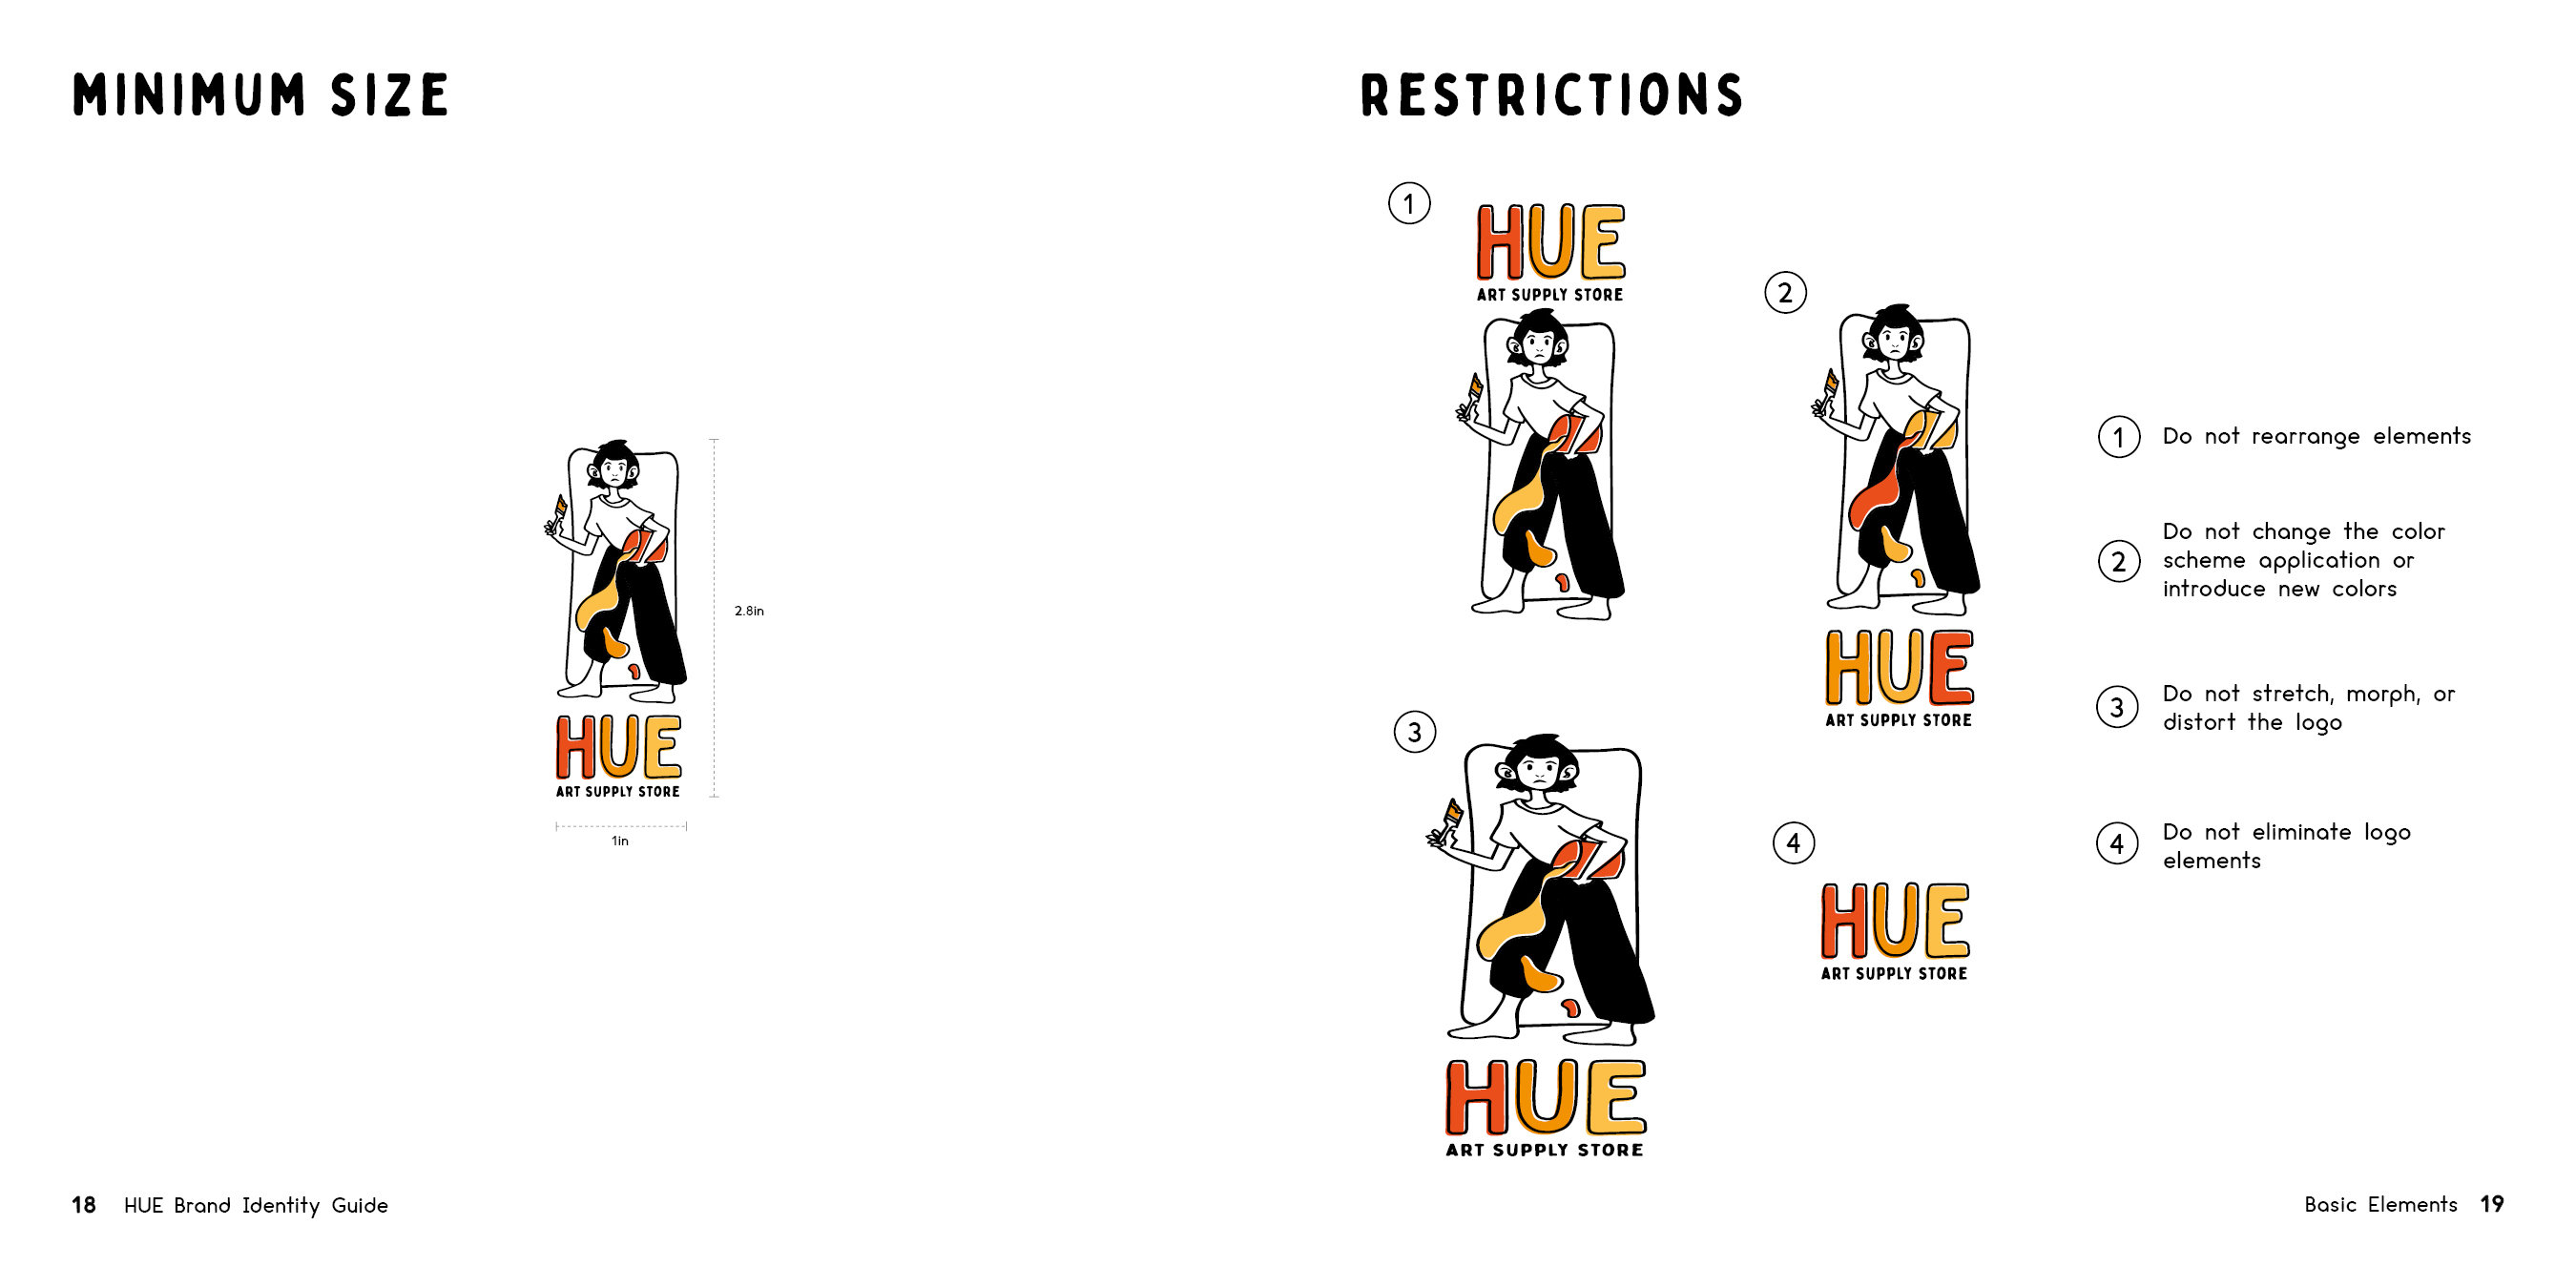 MINIMUM SIZE
HUE
ART SUPPLY STORE
2.8in
1in
18 HUE Brand Identity Guide
RESTRICTIONS
1
HUE
ART SUPPLY STORE
2
HUE
ART SUPPLY STORE
3
HUE
ART SUPPLY STORE
4
HUE
ART SUPPLY STORE
1 Do not rearrange elements
2 Do not change the color
scheme application or
introduce new colors
3 Do not stretch, morph, or
distort the logo
4 Do not eliminate logo
elements
Basic Elements 19